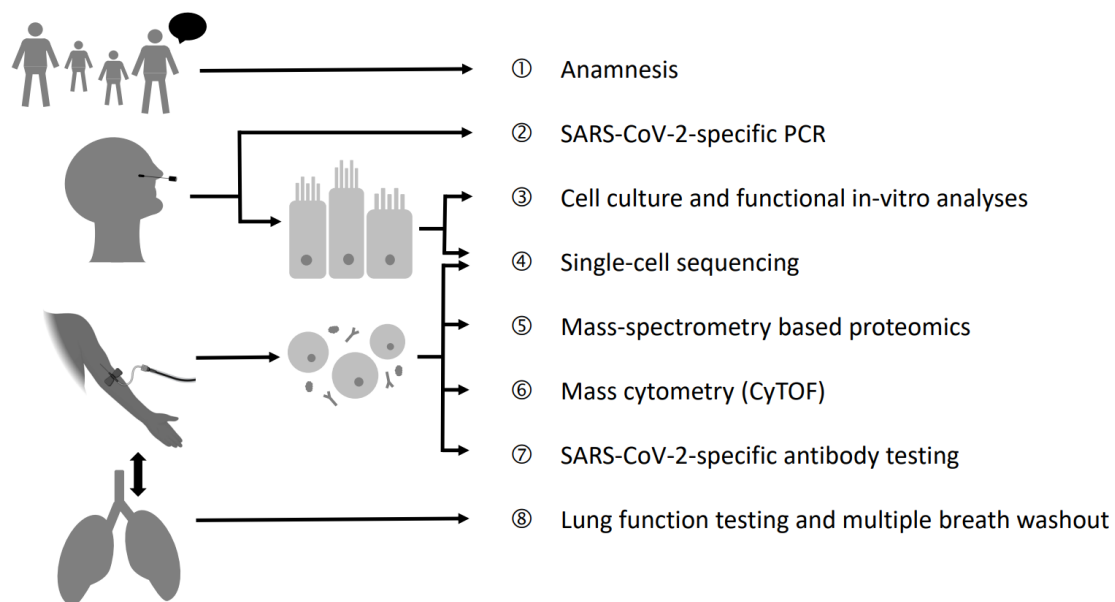 ① Anamnesis
② SARS-CoV-2-specific PCR
③ Cell culture and functional in-vitro analyses
④ Single-cell sequencing
⑤ Mass-spectrometry based proteomics
⑥ Mass cytometry (CyTOF)
⑦ SARS-CoV-2-specific antibody testing
⑧ Lung function testing and multiple breath washout